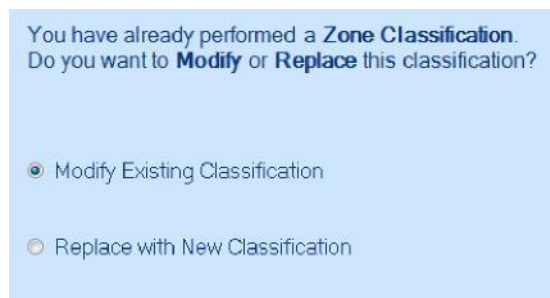 You have already performed a Zone Classification.
Do you want to Modify or Replace this classification?
Modify Existing Classification
Replace with New Classification